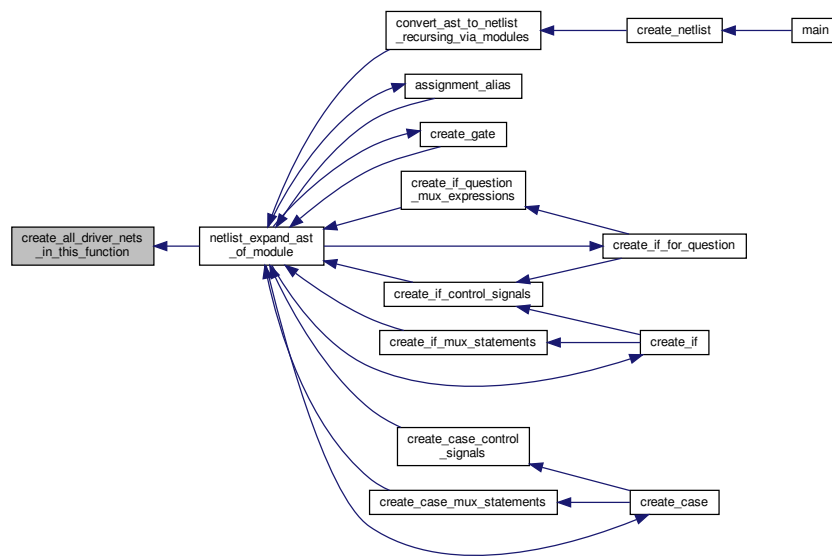 convert_ast_to_netlist
_recursing_via_modules
create_netlist
main
assignment_alias
create_gate
create_if_question
_mux_expressions
create_all_driver_nets
_in_this_function
netlist_expand_ast
_of_module
create_if_for_question
create_if_control_signals
create_if_mux_statements
create_if
create_case_control
_signals
create_case_mux_statements
create_case